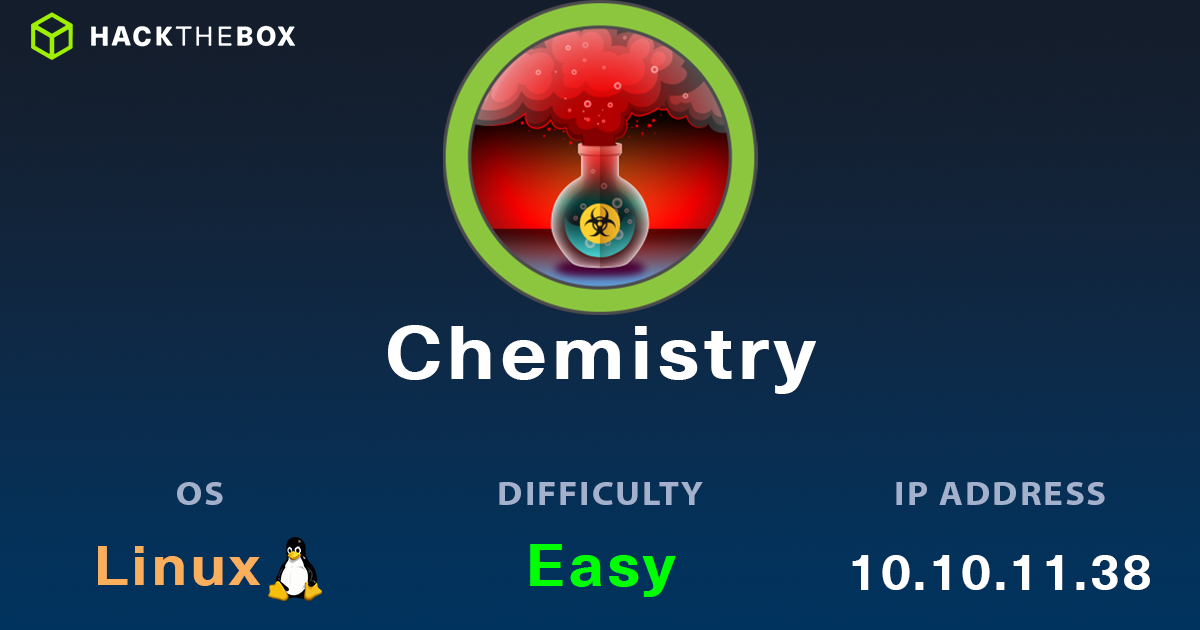 HACKTHEBOX
Chemistry
OS
DIFFICULTY
IP ADDRESS
Linux
Easy
10.10.11.38